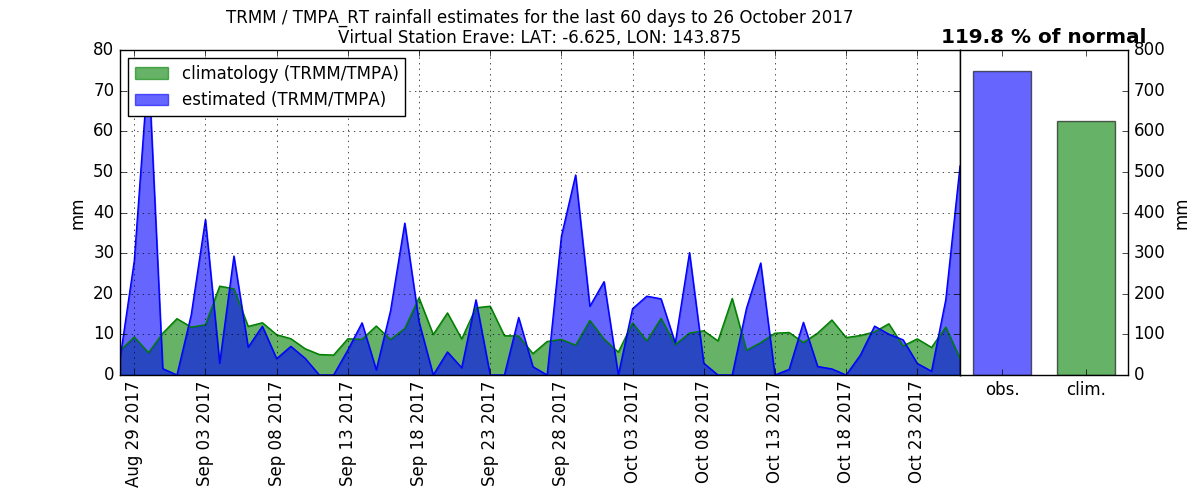 TRMM / TMPA_RT rainfall estimates for the last 60 days to 26 October 2017
Virtual Station Erave: LAT: -6.625, LON: 143.875
119.8 % of normal
climatology (TRMM/TMPA)
estimated (TRMM/TMPA)
80
70
60
50
40
30
20
10
0
mm
Aug 29 2017
Sep 03 2017
Sep 08 2017
Sep 13 2017
Sep 18 2017
Sep 23 2017
Sep 28 2017
Oct 03 2017
Oct 08 2017
Oct 13 2017
Oct 18 2017
Oct 23 2017
obs.
clim.
800
700
600
500
400
300
200
100
0
mm